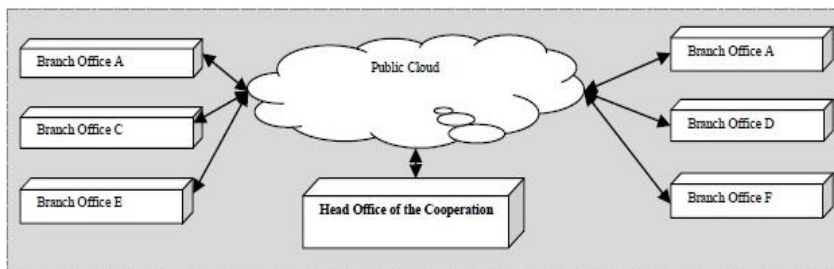 Branch Office A
Public Cloud
Branch Office A
Branch Office C
Branch Office D
Branch Office E
Head Office of the Cooperation
Branch Office F